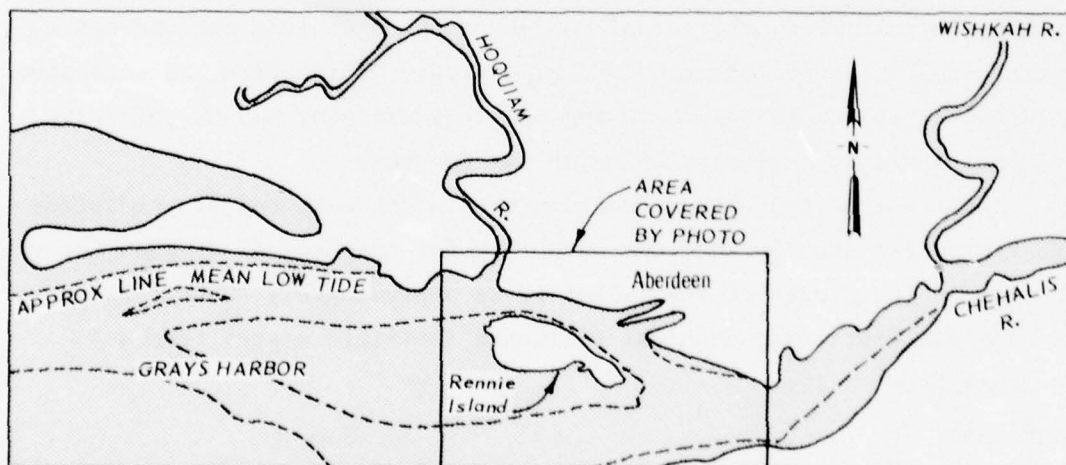 WISHKAH R.
HOQUIAM
R.
N
AREA
COVERED
BY PHOTO
Aberdeen
APPROX LINE MEAN LOW TIDE
CHEHALIS
R.
GRAYS HARBOR
Rennie
Island